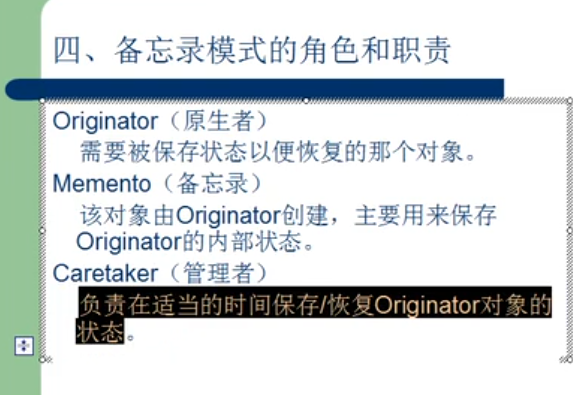 四、备忘录模式的角色和职责
Originator（原生者）
需要被保存状态以便恢复的那个对象。
Memento（备忘录）
该对象由Originator创建，主要用来保存
Originator的内部状态。
Caretaker（管理者）
负责在适当的时间保存/恢复Originator对象的
状态。